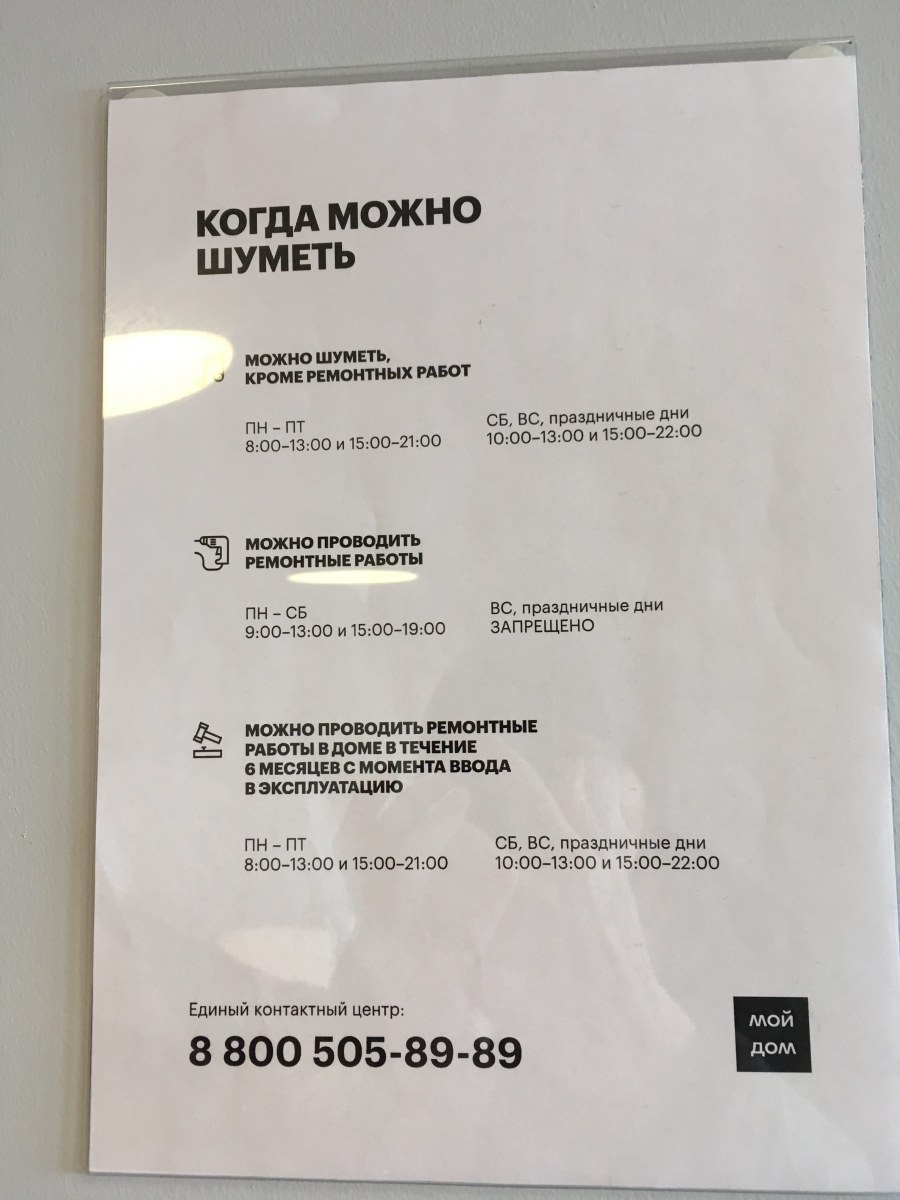 КОГДА МОЖНО
ШУМЕТЬ
МОЖНО ШУМЕТЬ,
КРОМЕ РЕМОНТНЫХ РАБОТ
ПН – ПТ
8:00–13:00 и 15:00–21:00
СБ, ВС, праздничные дни
10:00–13:00 и 15:00–22:00
МОЖНО ПРОВОДИТЬ
РЕМОНТНЫЕ РАБОТЫ
ПН – СБ
9:00–13:00 и 15:00–19:00
ВС, праздничные дни
ЗАПРЕЩЕНО
МОЖНО ПРОВОДИТЬ РЕМОНТНЫЕ
РАБОТЫ В ДОМЕ В ТЕЧЕНИЕ
6 МЕСЯЦЕВ С МОМЕНТА ВВОДА
В ЭКСПЛУАТАЦИЮ
ПН – ПТ
8:00–13:00 и 15:00–21:00
СБ, ВС, праздничные дни
10:00–13:00 и 15:00–22:00
Единый контактный центр:
8 800 505-89-89
МОЙ
ДОМ